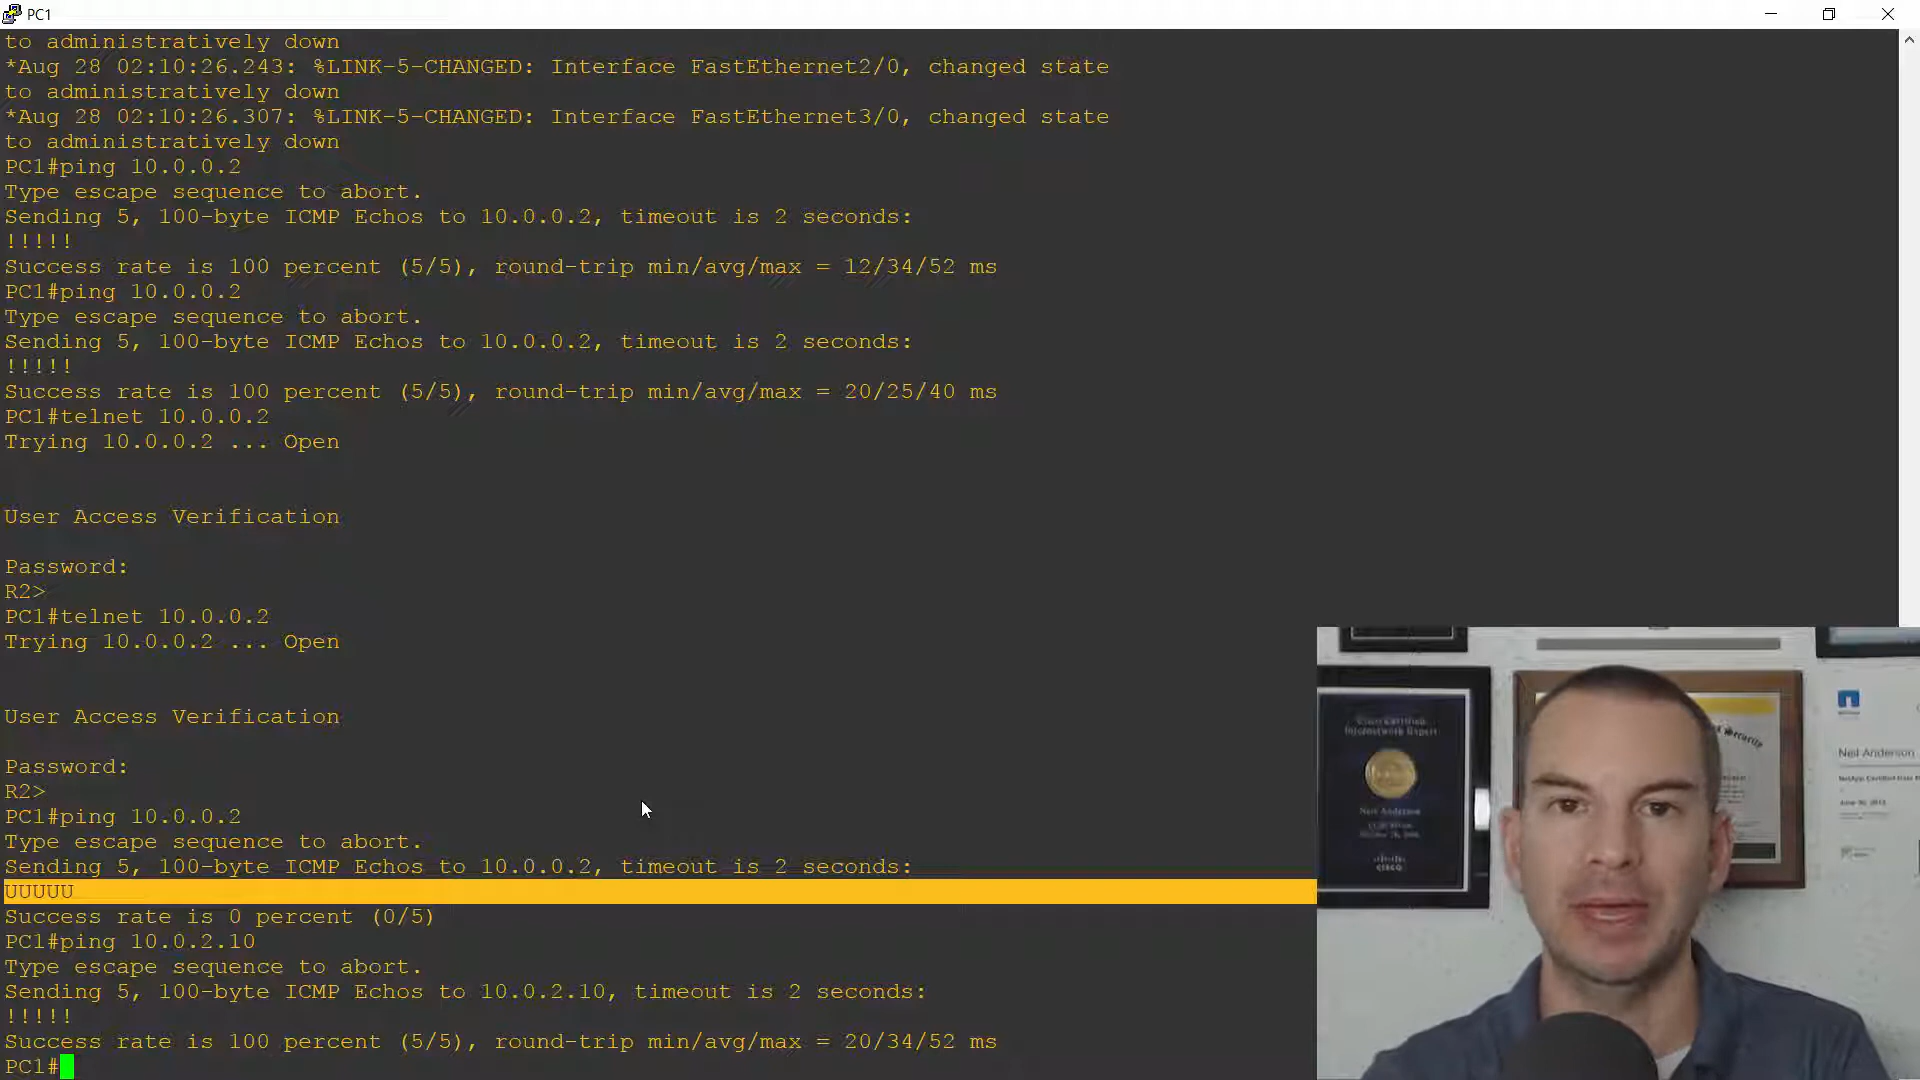 PC1
to administratively down
*Aug 28 02:10:26.243: %LINK-5-CHANGED: Interface FastEthernet2/0, changed state
to administratively down
*Aug 28 02:10:26.307: %LINK-5-CHANGED: Interface FastEthernet3/0, changed state
to administratively down
PC1#ping 10.0.0.2
Type escape sequence to abort.
Sending 5, 100-byte ICMP Echos to 10.0.0.2, timeout is 2 seconds:
!!!!!
Success rate is 100 percent (5/5), round-trip min/avg/max = 12/34/52 ms
PC1#ping 10.0.0.2
Type escape sequence to abort.
Sending 5, 100-byte ICMP Echos to 10.0.0.2, timeout is 2 seconds:
!!!!!
Success rate is 100 percent (5/5), round-trip min/avg/max = 20/25/40 ms
PC1#telnet 10.0.0.2
Trying 10.0.0.2 ... Open
User Access Verification
Password:
R2>
PC1#telnet 10.0.0.2
Trying 10.0.0.2 ... Open
User Access Verification
Password:
R2>
PC1#ping 10.0.0.2
Type escape sequence to abort.
Sending 5, 100-byte ICMP Echos to 10.0.0.2, timeout is 2 seconds:
UUUUU
Success rate is 0 percent (0/5)
PC1#ping 10.0.2.10
Type escape sequence to abort.
Sending 5, 100-byte ICMP Echos to 10.0.2.10, timeout is 2 seconds:
!!!!!
Success rate is 100 percent (5/5), round-trip min/avg/max = 20/34/52 ms
PC1#
Cisco Certified
Internetwork Expert
Neil Anderson
cisco
Security
Neil Anderson